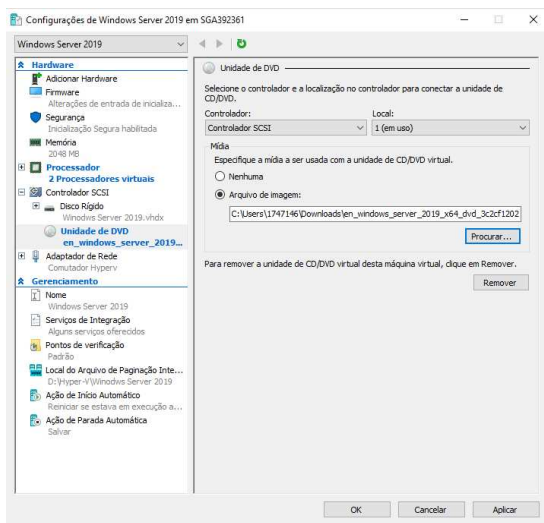 Configurações de Windows Server 2019 em SGA392361
Windows Server 2019
Hardware
Adicionar Hardware
Firmware
Alterações de entrada de inicializa...
Segurança
Inicialização Segura habilitada
Memória
2048 MB
Processador
2 Processadores virtuais
Controlador SCSI
Disco Rígido
Winodws Server 2019.vhdx
Unidade de DVD
en_windows_server_2019...
Adaptador de Rede
Comutador Hyperv
Gerenciamento
Nome
Windows Server 2019
Serviços de Integração
Alguns serviços oferecidos
Pontos de verificação
Padrão
Local do Arquivo de Paginação Inte...
D:\Hyper-V\Winodws Server 2019
Ação de Início Automático
Reiniciar se estava em execução a...
Ação de Parada Automática
Salvar
Unidade de DVD
Selecione o controlador e a localização no controlador para conectar a unidade de
CD/DVD.
Controlador: Local:
Controlador SCSI 1 (em uso)
Mídia
Especifique a mídia a ser usada com a unidade de CD/DVD virtual.
Nenhuma
Arquivo de imagem:
C:\Users\1747146\Downloads\en_windows_server_2019_x64_dvd_3c2cf1202
Procurar...
Para remover a unidade de CD/DVD virtual desta máquina virtual, clique em Remover.
Remover
OK Cancelar Aplicar